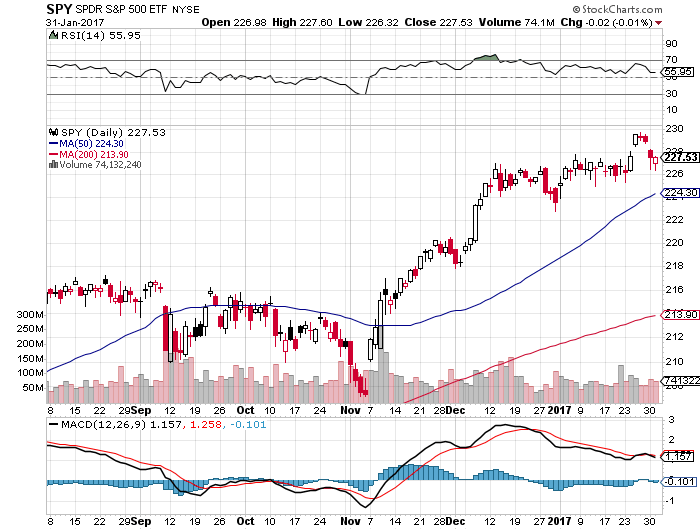 SPY SPDR S&P 500 ETF NYSE © StockCharts.com
31-Jan-2017 Open 226.98 High 227.60 Low 226.32 Close 227.53 Volume 74.1M Chg -0.02 (-0.01%)
RSI(14) 55.95
90
70
55.95
50
30
10
SPY (Daily) 227.53
MA(50) 224.30
MA(200) 213.90
Volume 74,132,240
230
227.53
226
224.30
222
220
218
216
214
213.90
212
210
300M
250M
200M
150M
100M
50M
8 15 22 29 Sep 12 19 26 Oct 10 17 24 Nov 7 14 21 28 Dec 12 19 27 2017 9 17 23 30
MACD(12,26,9) 1.157, 1.258, -0.101
3
2
1.157
-0.101
-1
8 15 22 29 Sep 12 19 26 Oct 10 17 24 Nov 7 14 21 28 Dec 12 19 27 2017 9 17 23 30